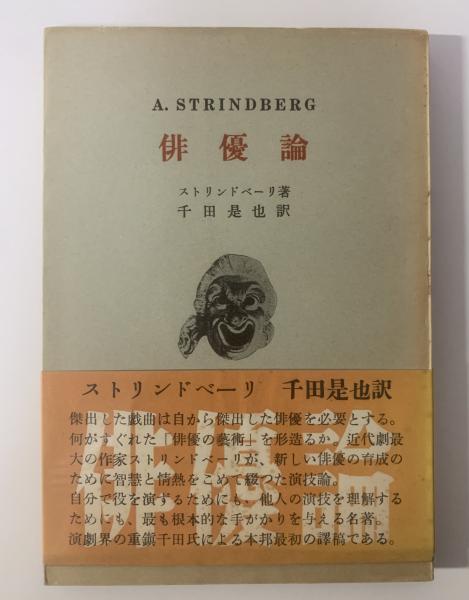 A. STRINDBERG
俳優論
ストリンドベーリ著
千田是也訳
ストリンドベーリ 千田是也訳
俳優論
傑出した戯曲は自から傑出した俳優を必要とする。
何がすぐれた「俳優の藝術」を形造るか。近代劇最
大の作家ストリンドベーリが、新しい俳優の育成の
ために智慧と情熱をこめて綴つた演技論。
自分で役を演ずるためにも、他人の演技を理解する
ためにも、最も根本的な手がかりを与える名著。
演劇界の重鎭千田氏による本邦最初の譯稿である。